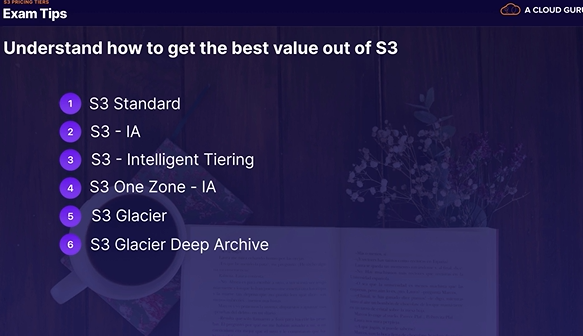 S3 PRICING TIERS
Exam Tips
A CLOUD GURU
Understand how to get the best value out of S3
1 S3 Standard
2 S3 - IA
3 S3 - Intelligent Tiering
4 S3 One Zone - IA
5 S3 Glacier
6 S3 Glacier Deep Archive